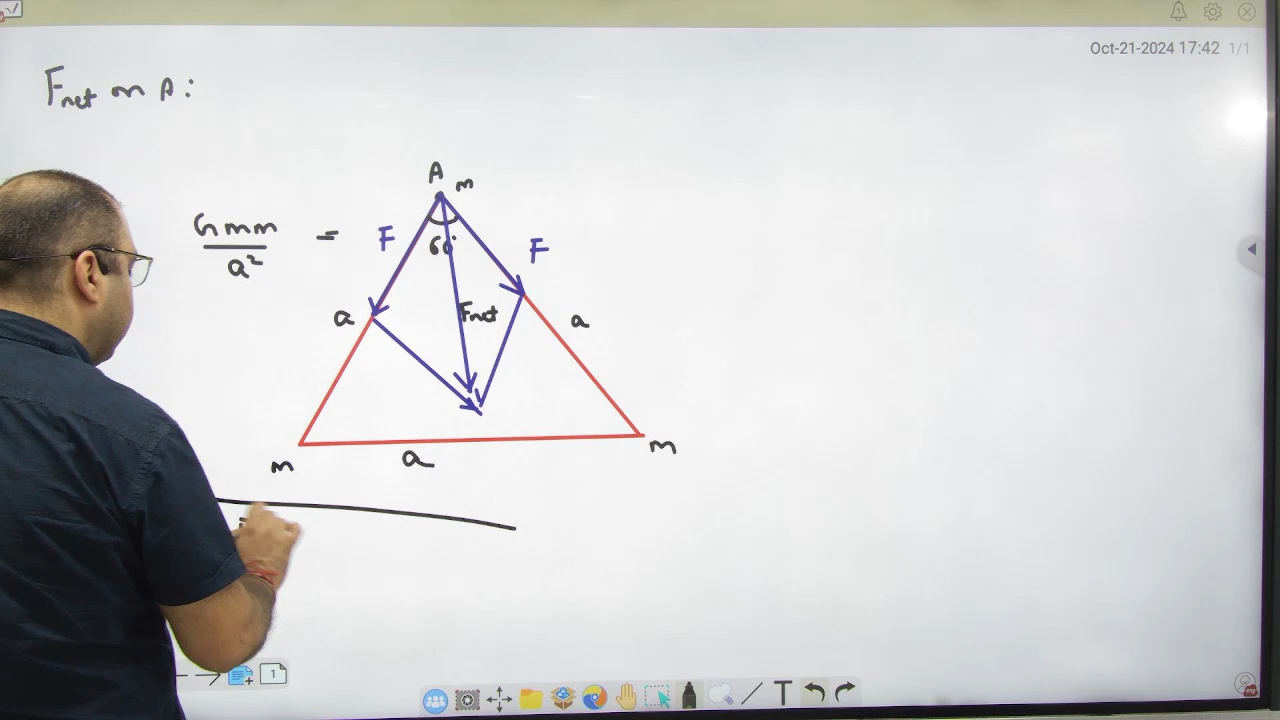 Oct-21-2024 17:42 1/1
Fnet on A:
A m
Gmm = F 60° F
a²
a Fnet a
m a m
1
T